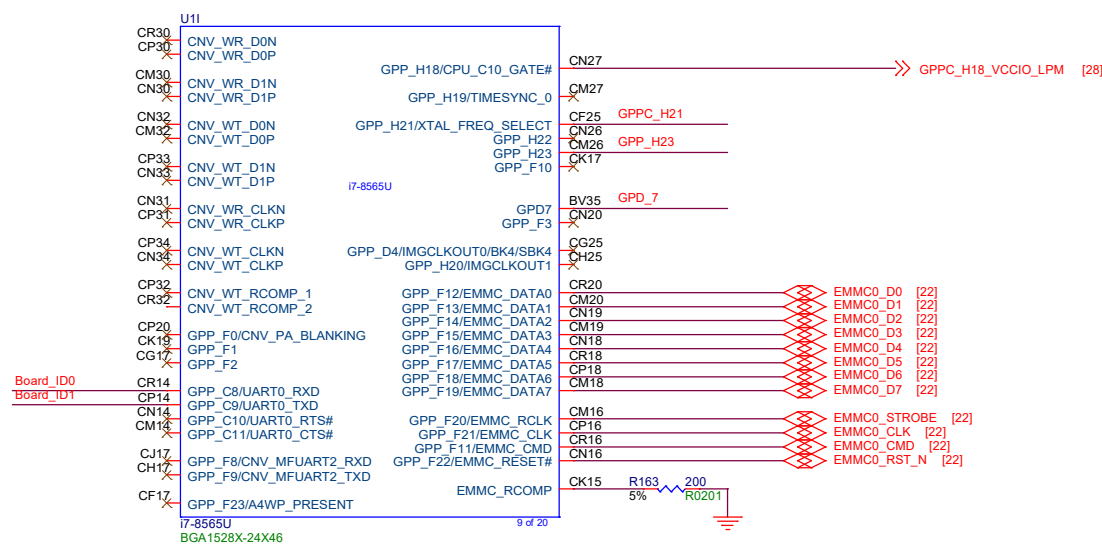 U1I
CR30 CNV_WR_D0N
CP30 CNV_WR_D0P
CM30 CNV_WR_D1N
CN30 CNV_WR_D1P
CN32 CNV_WT_D0N
CM32 CNV_WT_D0P
CP33 CNV_WT_D1N
CN33 CNV_WT_D1P
CN31 CNV_WR_CLKN
CP31 CNV_WR_CLKP
CP34 CNV_WT_CLKN
CN34 CNV_WT_CLKP
CP32 CNV_WT_RCOMP_1
CR32 CNV_WT_RCOMP_2
CP20 GPP_F0/CNV_PA_BLANKING
CK19 GPP_F1
CG17 GPP_F2
Board_ID0 CR14 GPP_C8/UART0_RXD
Board_ID1 CP14 GPP_C9/UART0_TXD
CN14 GPP_C10/UART0_RTS#
CM14 GPP_C11/UART0_CTS#
CJ17 GPP_F8/CNV_MFUART2_RXD
CH17 GPP_F9/CNV_MFUART2_TXD
CF17 GPP_F23/A4WP_PRESENT
i7-8565U
GPP_H18/CPU_C10_GATE# CN27 GPPC_H18_VCCIO_LPM [28]
GPP_H19/TIMESYNC_0 CM27
GPP_H21/XTAL_FREQ_SELECT CF25 GPPC_H21
GPP_H22 CN26
GPP_H23 CM26 GPP_H23
GPP_F10 CK17
GPD7 BV35 GPD_7
GPP_F3 CN20
GPP_D4/IMGCLKOUT0/BK4/SBK4 CG25
GPP_H20/IMGCLKOUT1 CH25
GPP_F12/EMMC_DATA0 CR20 EMMC0_D0 [22]
GPP_F13/EMMC_DATA1 CM20 EMMC0_D1 [22]
GPP_F14/EMMC_DATA2 CN19 EMMC0_D2 [22]
GPP_F15/EMMC_DATA3 CM19 EMMC0_D3 [22]
GPP_F16/EMMC_DATA4 CN18 EMMC0_D4 [22]
GPP_F17/EMMC_DATA5 CR18 EMMC0_D5 [22]
GPP_F18/EMMC_DATA6 CP18 EMMC0_D6 [22]
GPP_F19/EMMC_DATA7 CM18 EMMC0_D7 [22]
GPP_F20/EMMC_RCLK CM16 EMMC0_STROBE [22]
GPP_F21/EMMC_CLK CP16 EMMC0_CLK [22]
GPP_F11/EMMC_CMD CR16 EMMC0_CMD [22]
GPP_F22/EMMC_RESET# CN16 EMMC0_RST_N [22]
EMMC_RCOMP CK15 R163 200
5% R0201
i7-8565U 9 of 20
BGA1528X-24X46